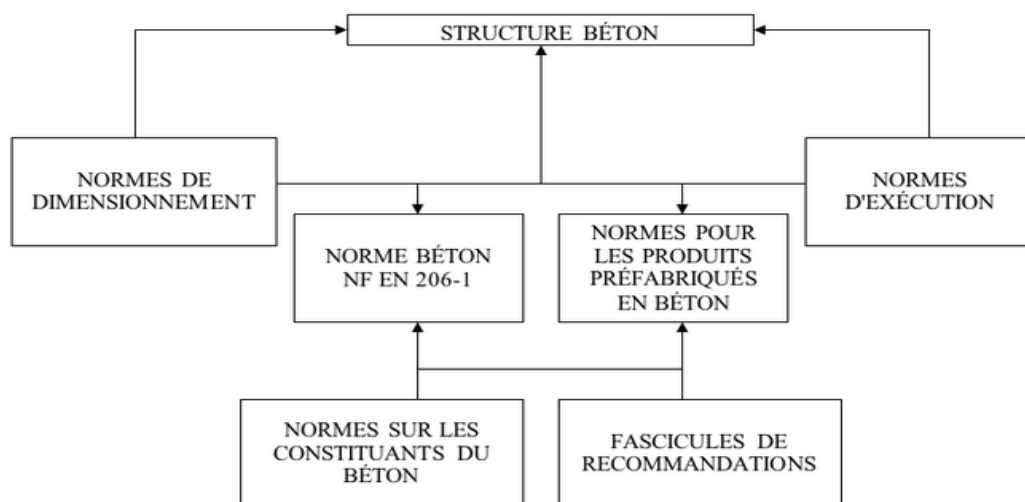 STRUCTURE BÉTON
NORMES DE
DIMENSIONNEMENT
NORMES
D'EXÉCUTION
NORME BÉTON
NF EN 206-1
NORMES POUR
LES PRODUITS
PRÉFABRIQUÉS
EN BÉTON
NORMES SUR LES
CONSTITUANTS DU
BÉTON
FASCICULES DE
RECOMMANDATIONS